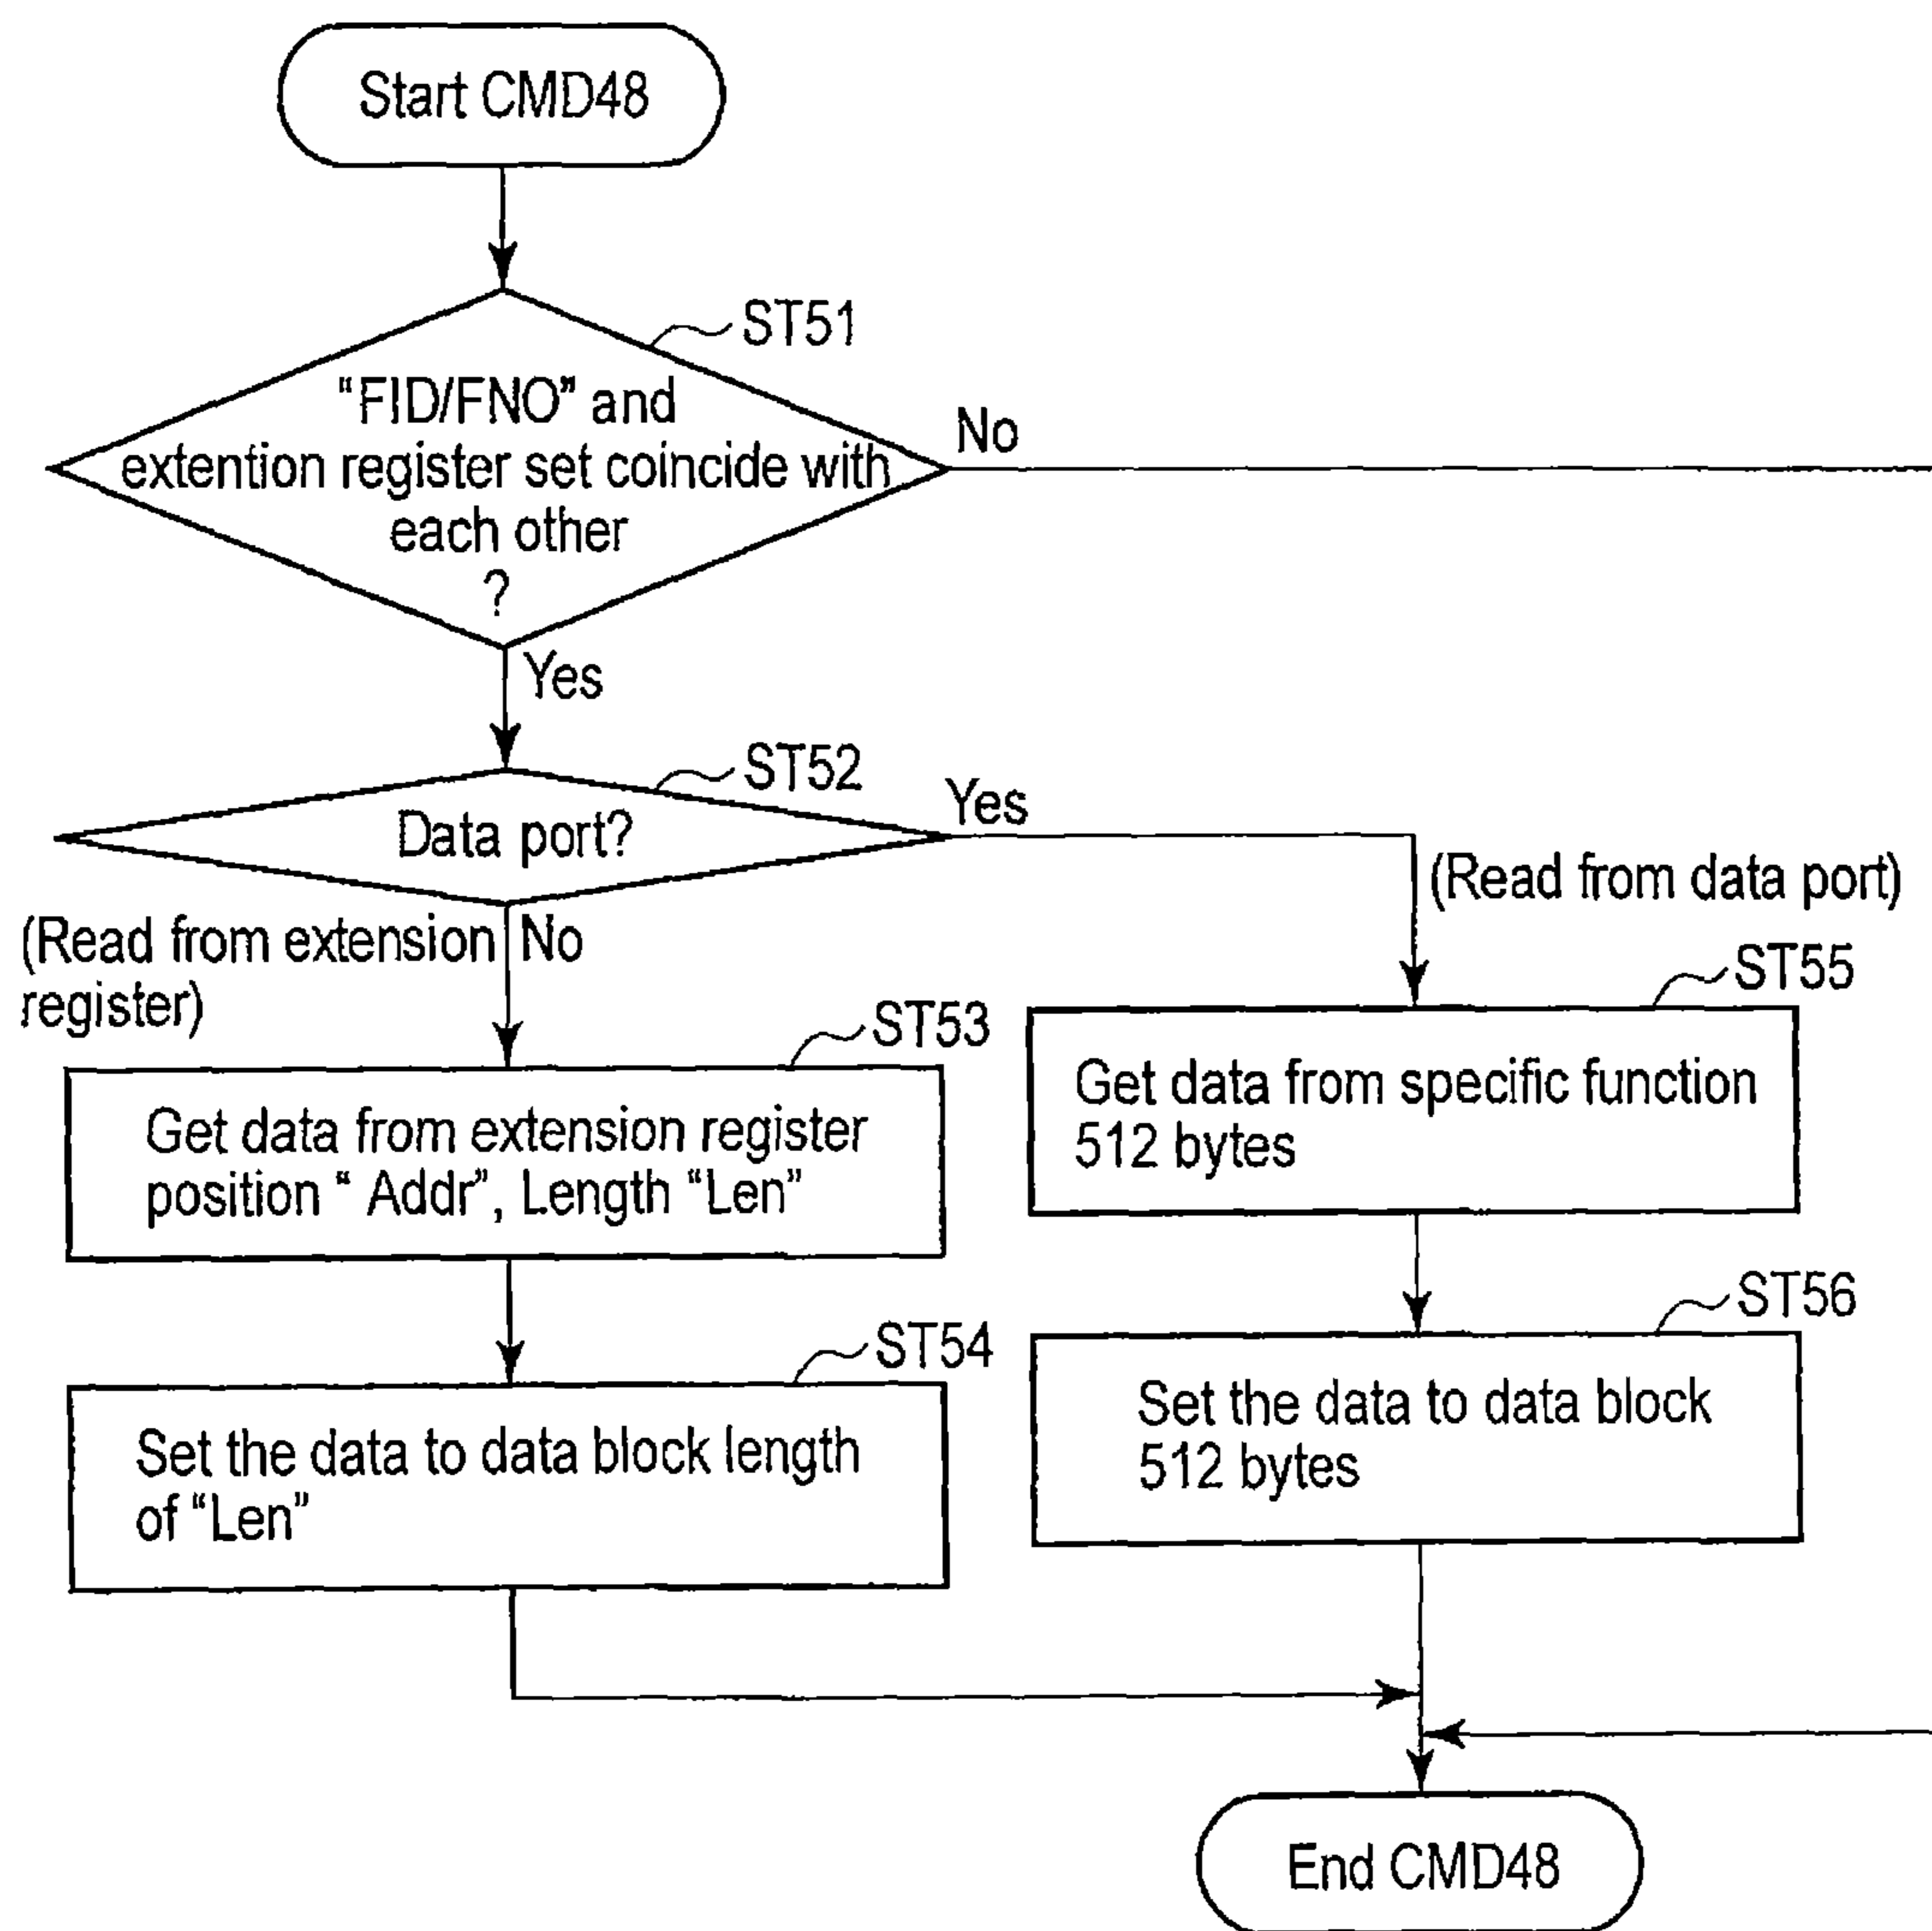 Start CMD48
ST51
“FID/FNO” and
extention register set coincide with
each other
?
No
Yes
ST52
Data port?
Yes
(Read from data port)
(Read from extension
register)
No
ST53
Get data from extension register
position “ Addr”, Length “Len”
ST55
Get data from specific function
512 bytes
ST54
Set the data to data block length
of “Len”
ST56
Set the data to data block
512 bytes
End CMD48